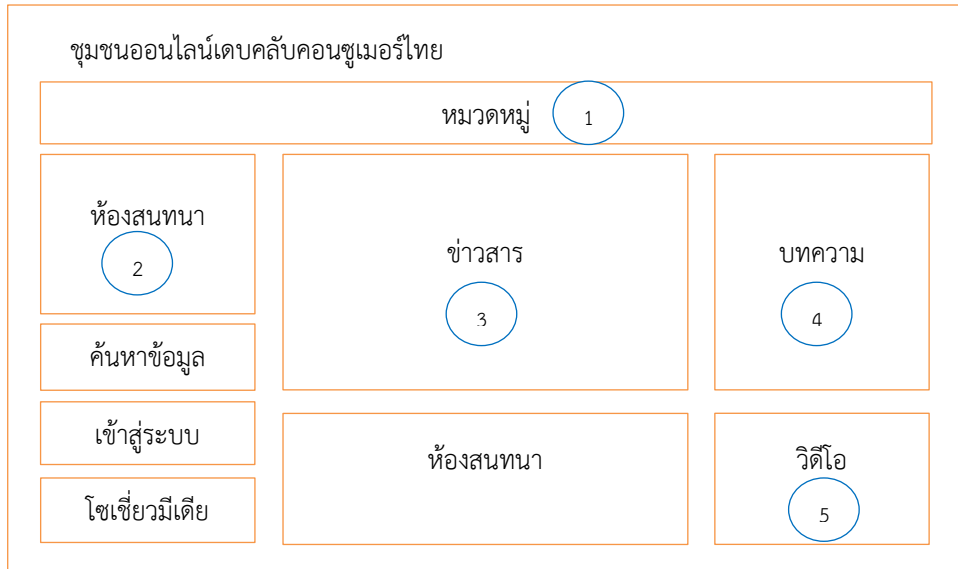 ชุมชนออนไลน์เดบคลับคอนซูเมอร์ไทย
หมวดหมู่ 1
ห้องสนทนา
2
ข่าวสาร
3
บทความ
4
ค้นหาข้อมูล
เข้าสู่ระบบ
โซเชี่ยวมีเดีย
ห้องสนทนา
วิดีโอ
5